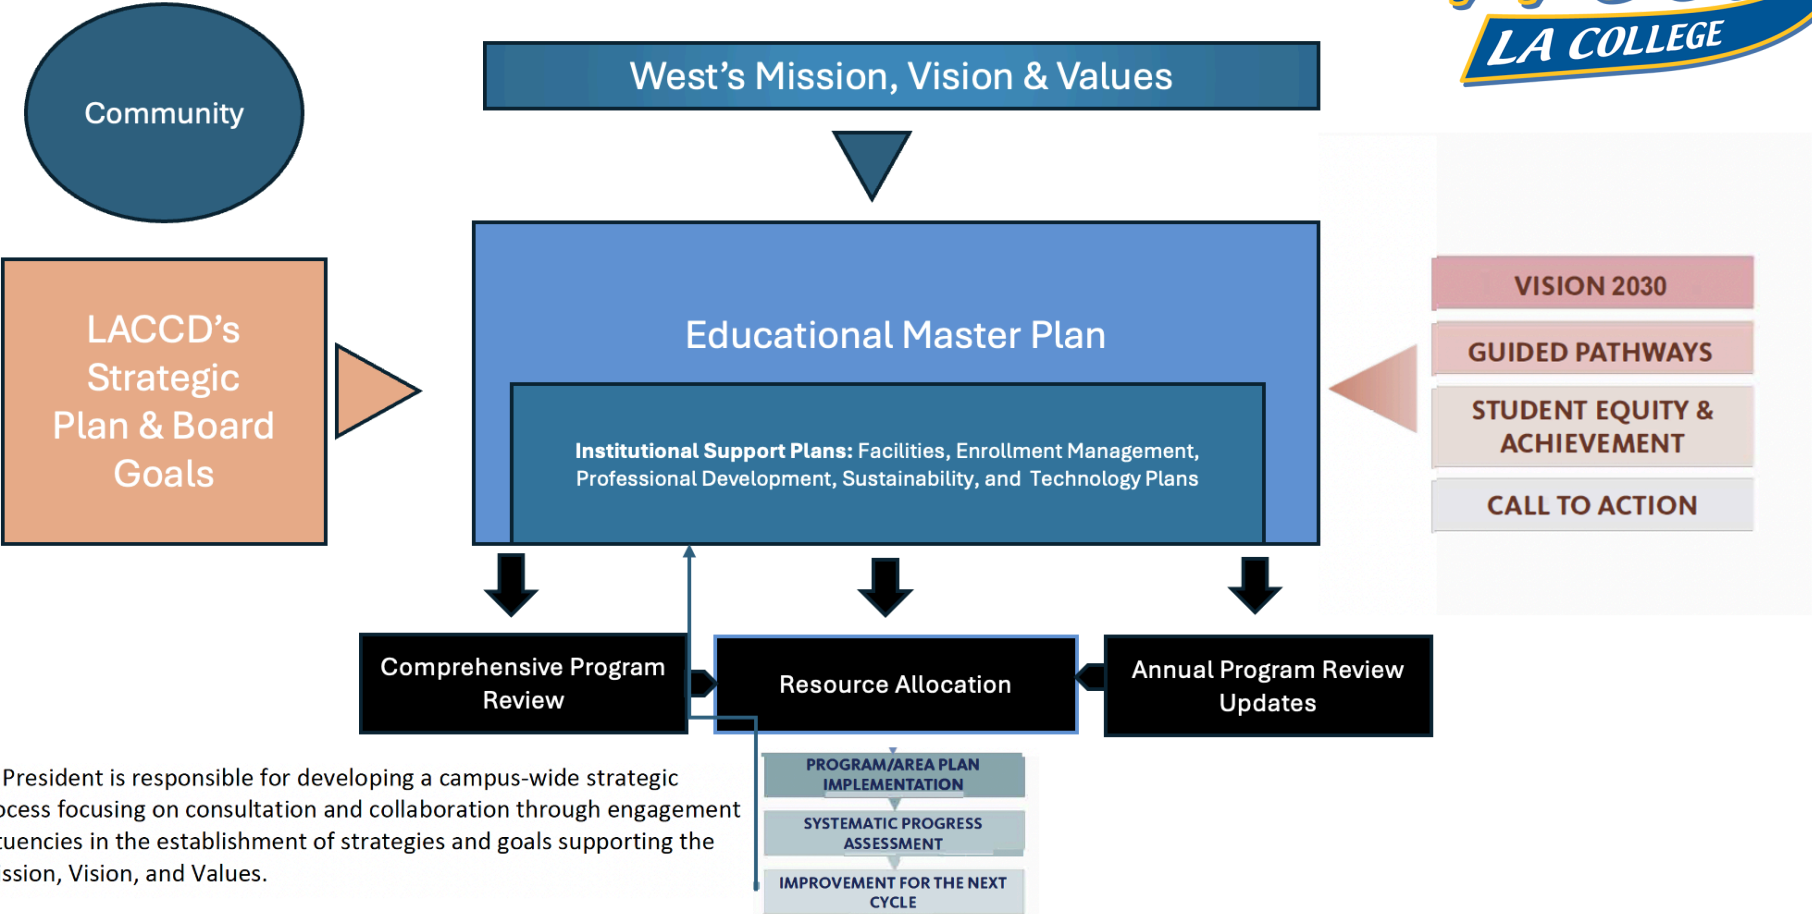 LA COLLEGE
West's Mission, Vision & Values
Community
LACCD's
Strategic
Plan & Board
Goals
Educational Master Plan
Institutional Support Plans: Facilities, Enrollment Management,
Professional Development, Sustainability, and Technology Plans
VISION 2030
GUIDED PATHWAYS
STUDENT EQUITY &
ACHIEVEMENT
CALL TO ACTION
Comprehensive Program
Review
Resource Allocation
Annual Program Review
Updates
PROGRAM/AREA PLAN
IMPLEMENTATION
SYSTEMATIC PROGRESS
ASSESSMENT
IMPROVEMENT FOR THE NEXT
CYCLE
President is responsible for developing a campus-wide strategic
focusing on consultation and collaboration through engagement
in the establishment of strategies and goals supporting the
Vision, and Values.